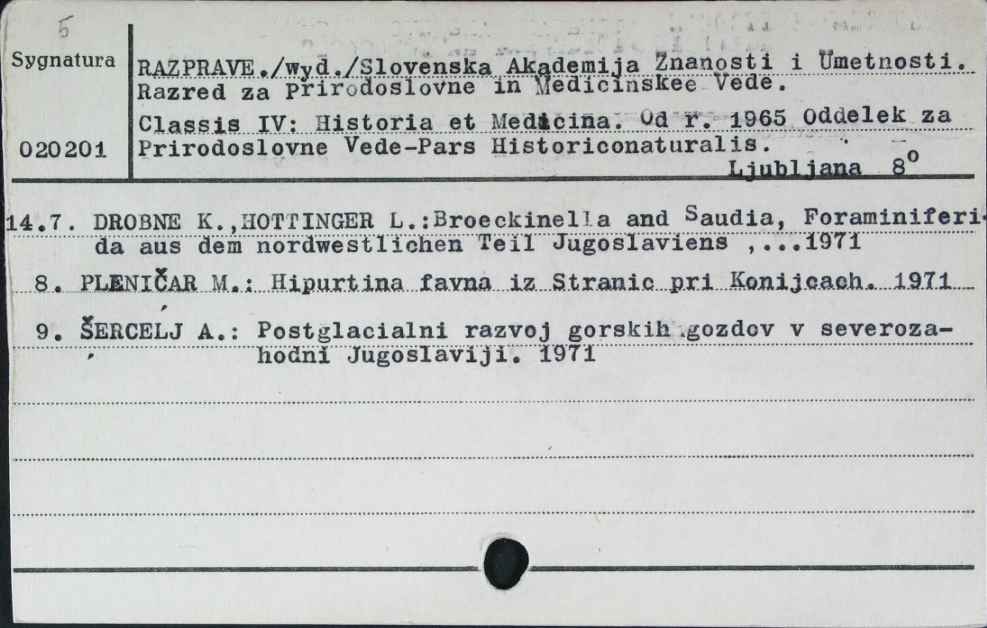 5
Sygnatura
RAZPRAVE./wyd./Slovenska Akademija Znanosti i Umetnosti.
Razred za Prirodoslovne in Medicinskee Vede.
Classis IV: Historia et Medicina. Od r. 1965 Oddelek za
020201 Prirodoslovne Vede-Pars Historiconaturalis.
Ljubljana 8o
14.7. DROBNE K.,HOTTINGER L.:Broeckinella and Saudia, Foraminiferi-
da aus dem nordwestlichen Teil Jugoslaviens ,...1971
8. PLENIČAR M.: Hipurtina favna iz Stranic pri Konijcach. 1971
9. ŠERCELJ A.: Postglacialni razvoj gorskih gozdov v severoza-
hodni Jugoslaviji. 1971